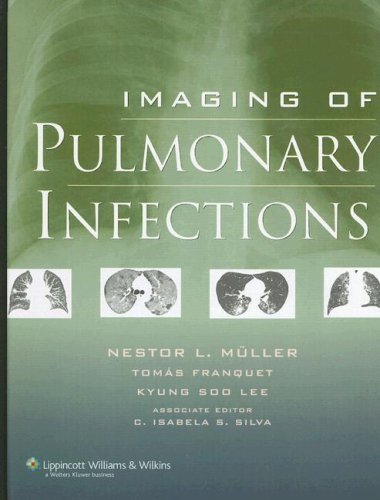 IMAGING OF
PULMONARY
INFECTIONS
NESTOR L. MÜLLER
TOMÁS FRANQUET
KYUNG SOO LEE
ASSOCIATE EDITOR
C. ISABELA S. SILVA
Lippincott Williams & Wilkins
a Wolters Kluwer business